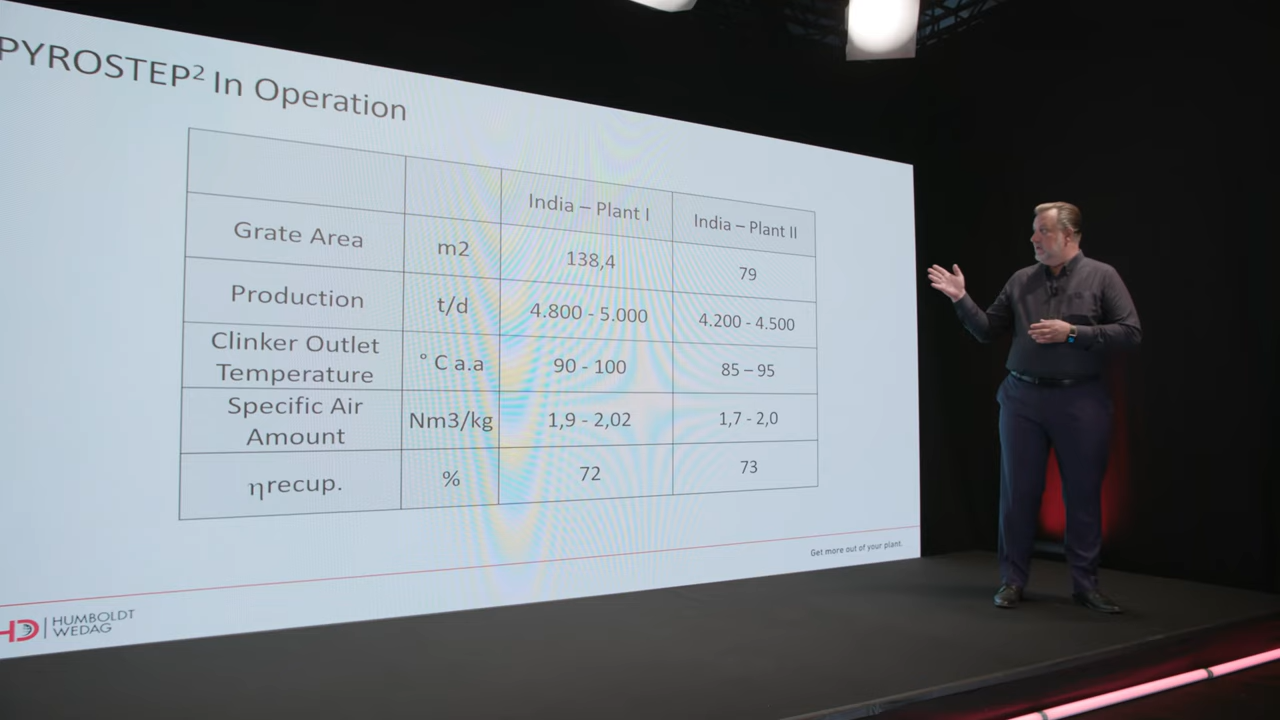 PYROSTEP² In Operation
India – Plant I
India – Plant II
Grate Area
m2
138,4
79
Production
t/d
4.800 - 5.000
4.200 - 4.500
Clinker Outlet
Temperature
° C a.a
90 - 100
85 – 95
Specific Air
Amount
Nm3/kg
1,9 - 2,02
1,7 - 2,0
ηrecup.
%
72
73
Get more out of your plant.
HD
HUMBOLDT
WEDAG